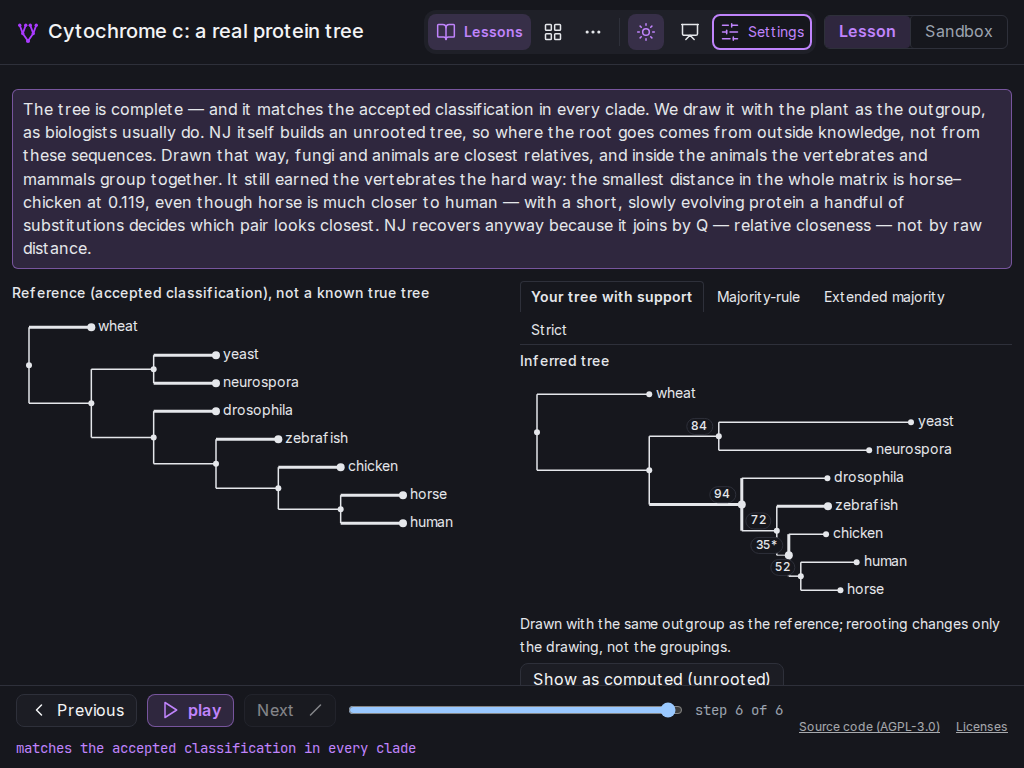 Cytochrome c: a real protein tree
Lessons
Settings
Lesson
Sandbox
The tree is complete — and it matches the accepted classification in every clade. We draw it with the plant as the outgroup,
as biologists usually do. NJ itself builds an unrooted tree, so where the root goes comes from outside knowledge, not from
these sequences. Drawn that way, fungi and animals are closest relatives, and inside the animals the vertebrates and
mammals group together. It still earned the vertebrates the hard way: the smallest distance in the whole matrix is horse–
chicken at 0.119, even though horse is much closer to human — with a short, slowly evolving protein a handful of
substitutions decides which pair looks closest. NJ recovers anyway because it joins by Q — relative closeness — not by raw
distance.
Reference (accepted classification), not a known true tree
wheat
yeast
neurospora
drosophila
zebrafish
chicken
horse
human
Your tree with support
Majority-rule
Extended majority
Strict
Inferred tree
wheat
84
yeast
neurospora
94
drosophila
72
zebrafish
35*
chicken
52
human
horse
Drawn with the same outgroup as the reference; rerooting changes only
the drawing, not the groupings.
Show as computed (unrooted)
Previous
play
Next
step 6 of 6
Source code (AGPL-3.0)
Licenses
matches the accepted classification in every clade